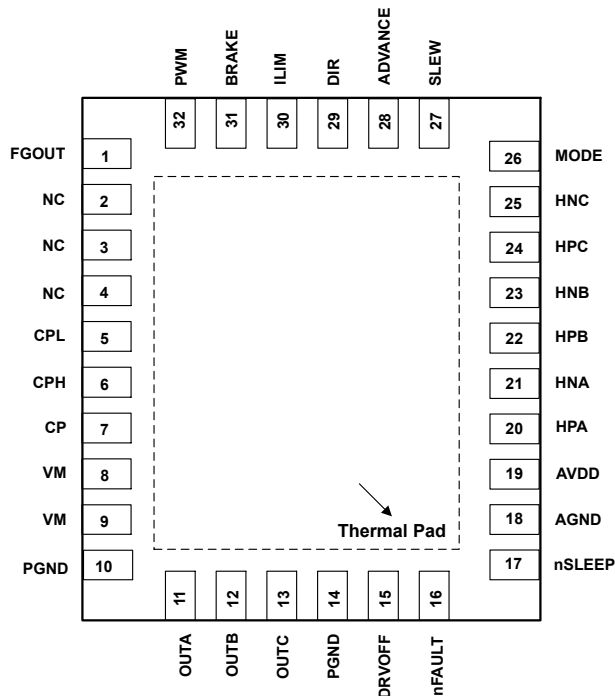 PWM
BRAKE
ILIM
DIR
ADVANCE
SLEW
32
31
30
29
28
27
FGOUT 1
NC 2
NC 3
NC 4
CPL 5
CPH 6
CP 7
VM 8
VM 9
PGND 10
26 MODE
25 HNC
24 HPC
23 HNB
22 HPB
21 HNA
20 HPA
19 AVDD
18 AGND
17 nSLEEP
Thermal Pad
11
12
13
14
15
16
OUTA
OUTB
OUTC
PGND
DRVOFF
nFAULT